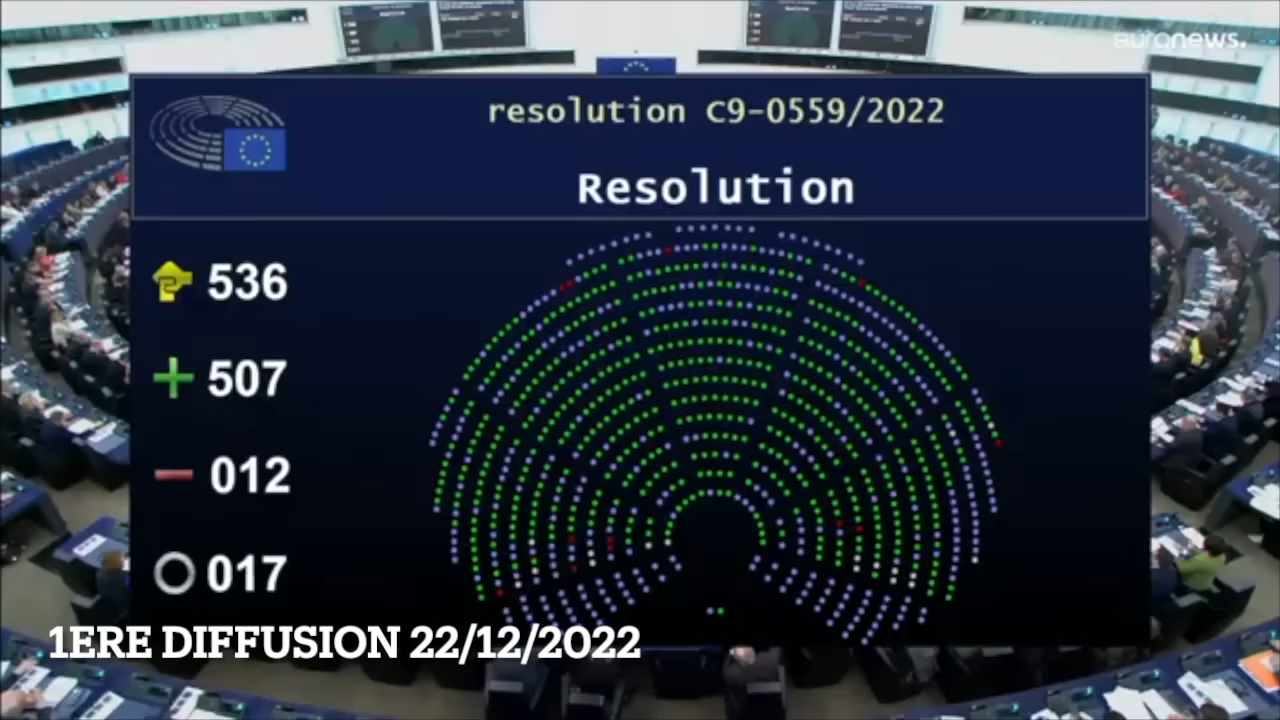 euronews.
resolution C9-0559/2022
Resolution
536
507
012
017
1ERE DIFFUSION 22/12/2022